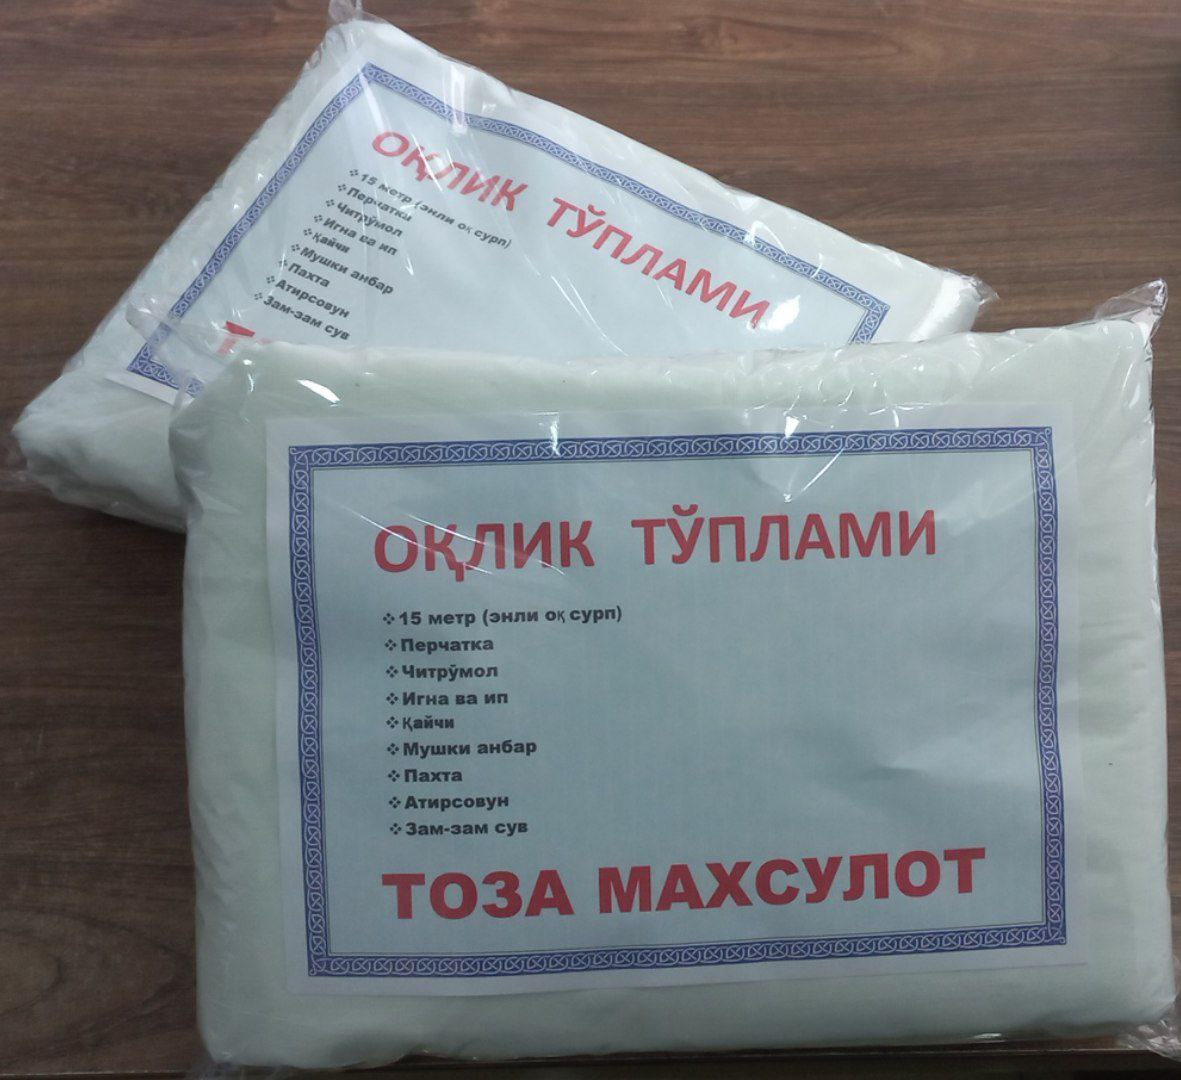 ОҚЛИК ТЎПЛАМИ
15 метр (энли оқ сурп)
Перчатка
Читрўмол
Игна ва ип
Қайчи
Мушки анбар
Пахта
Атирсовун
Зам-зам сув
ОҚЛИК ТЎПЛАМИ
15 метр (энли оқ сурп)
Перчатка
Читрўмол
Игна ва ип
Қайчи
Мушки анбар
Пахта
Атирсовун
Зам-зам сув
ТОЗА МАХСУЛОТ